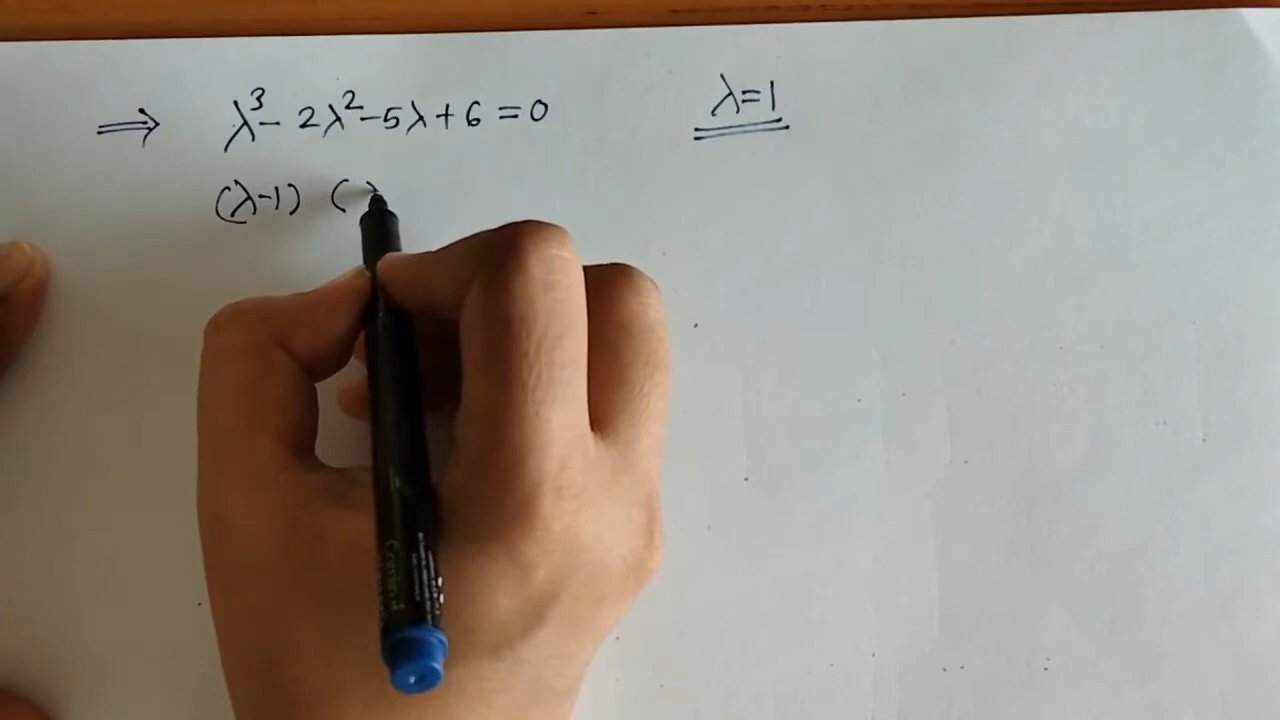 ⇒ λ³ - 2λ² - 5λ + 6 = 0
λ = 1
(λ-1) (